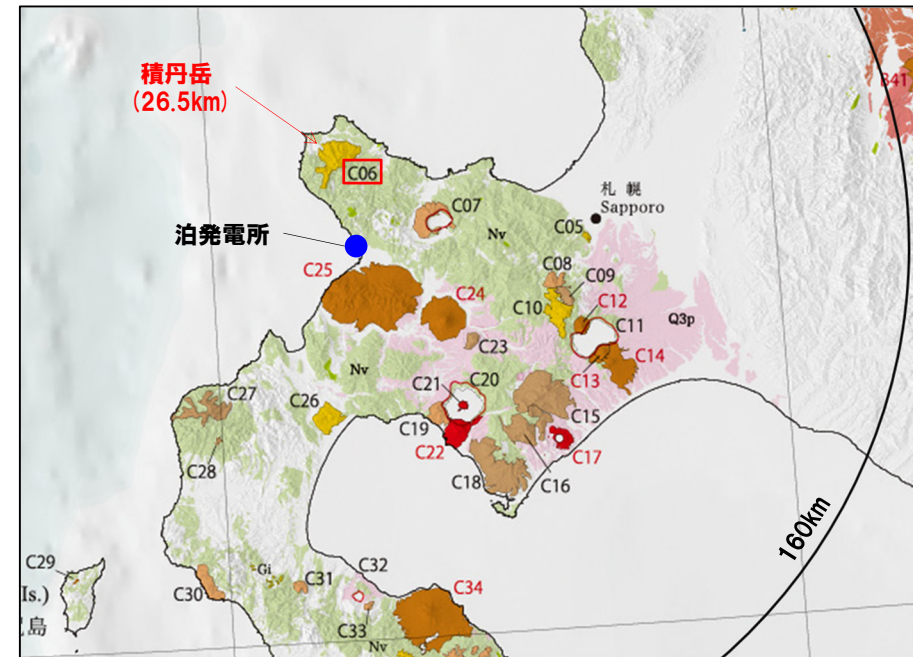 B41
積丹岳
(26.5km)
C06
札 幌
Sapporo
C07
C05
Nv
泊発電所
C25
C08
C09
C24
C10
C12
C11
Q3p
C14
C23
C13
Nv
C21
C20
C27
C26
C15
C19
C22
C17
C28
C18
C16
160km
C29
Gi
C31
C32
C30
C34
Is.)
島
C33
Nv